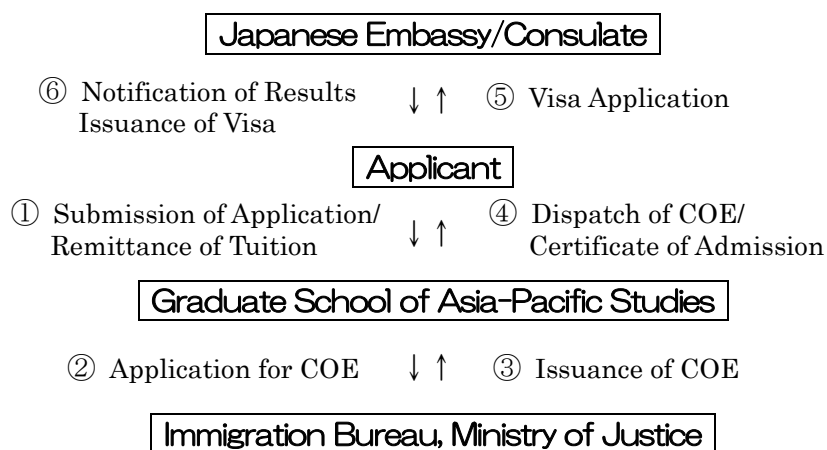 Japanese Embassy/Consulate
⑥ Notification of Results ↓ ↑ ⑤ Visa Application
Issuance of Visa
Applicant
① Submission of Application/ ↓ ↑ ④ Dispatch of COE/
Remittance of Tuition Certificate of Admission
Graduate School of Asia-Pacific Studies
② Application for COE ↓ ↑ ③ Issuance of COE
Immigration Bureau, Ministry of Justice